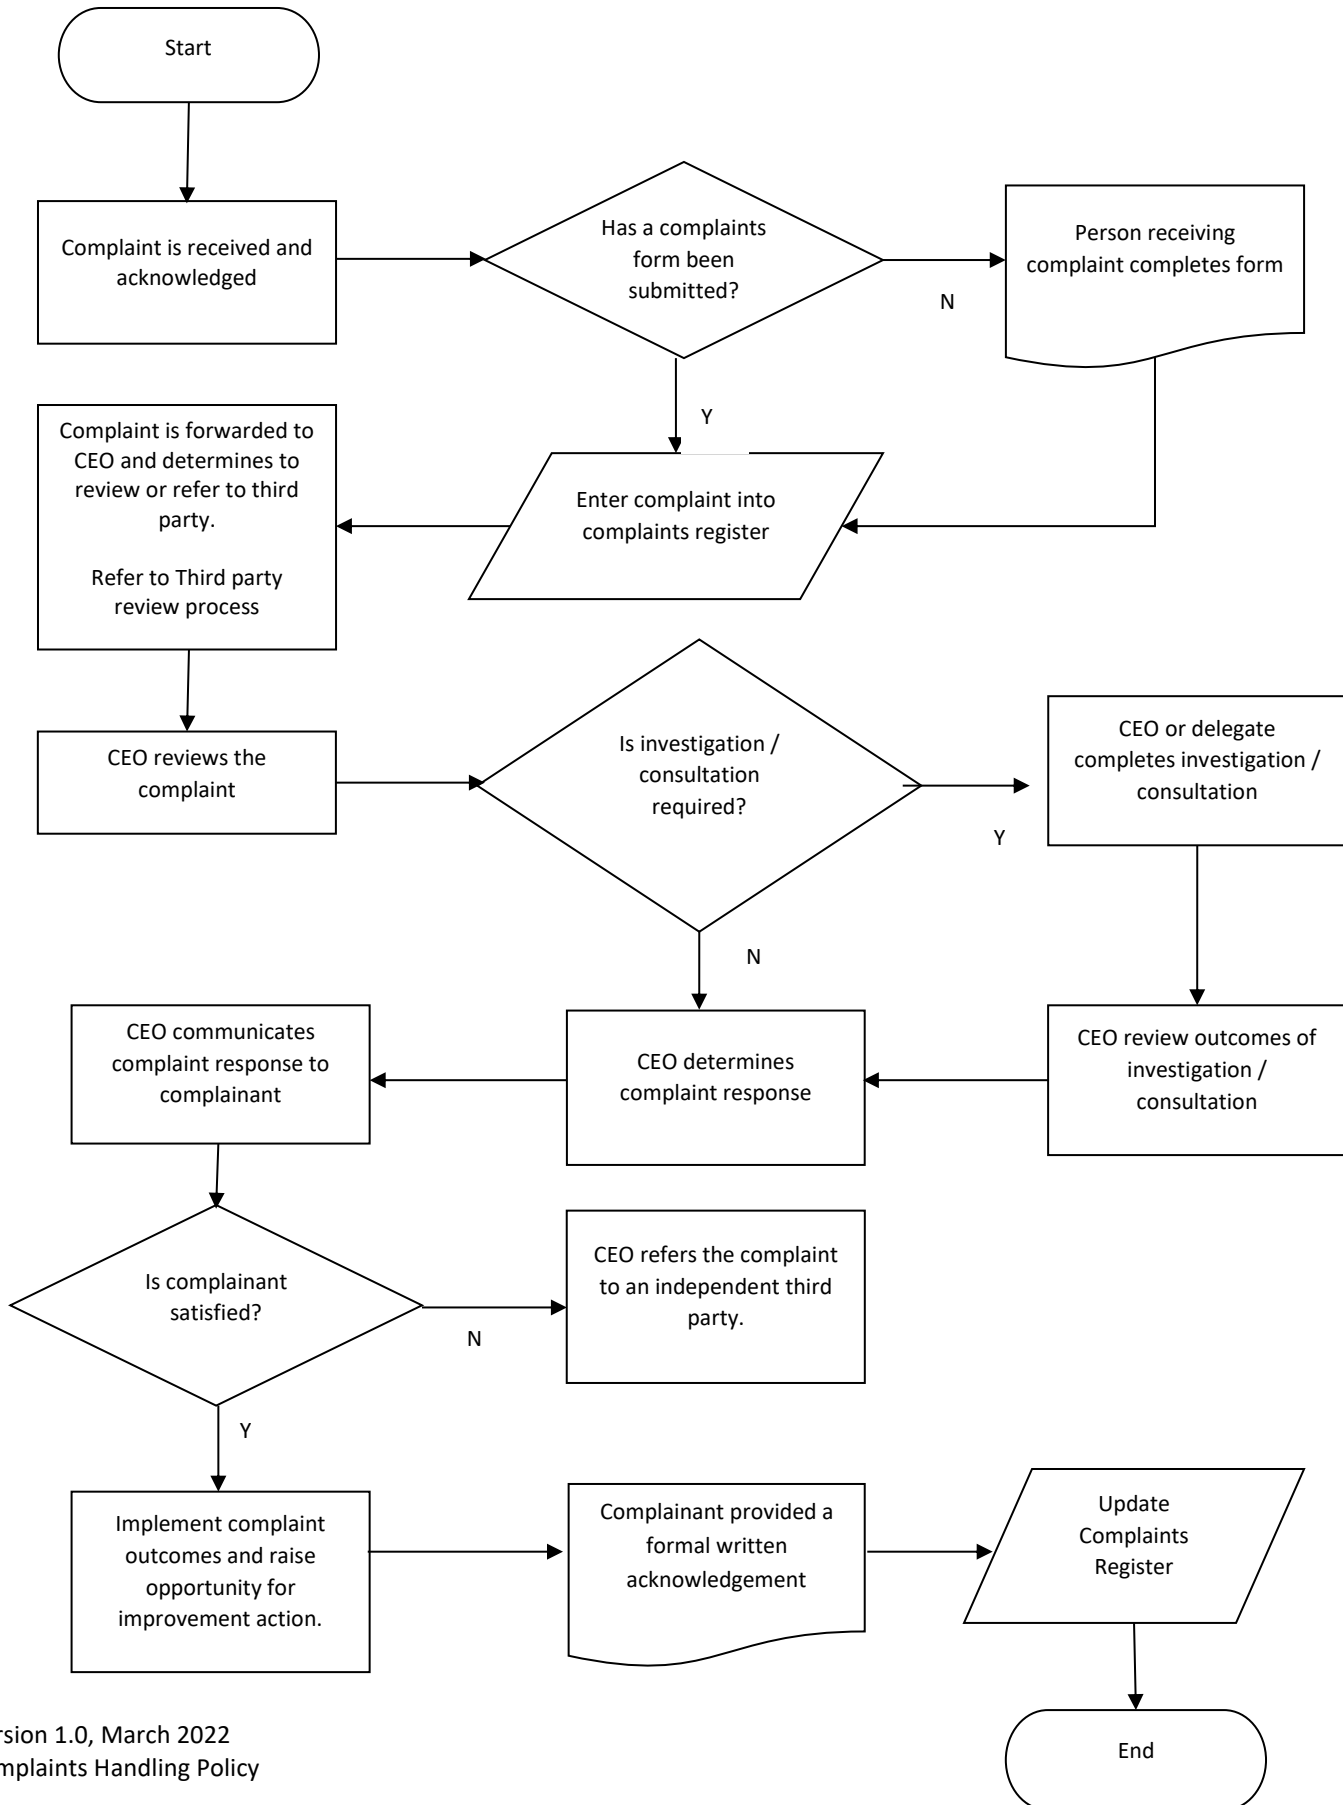 Start
Complaint is received and
acknowledged
Has a complaints
form been
submitted?
N
Person receiving
complaint completes form
Y
Complaint is forwarded to
CEO and determines to
review or refer to third
party.
Refer to Third party
review process
Enter complaint into
complaints register
CEO reviews the
complaint
Is investigation /
consultation
required?
Y
CEO or delegate
completes investigation /
consultation
N
CEO communicates
complaint response to
complainant
CEO determines
complaint response
CEO review outcomes of
investigation /
consultation
Is complainant
satisfied?
N
CEO refers the complaint
to an independent third
party.
Y
Implement complaint
outcomes and raise
opportunity for
improvement action.
Complainant provided a
formal written
acknowledgement
Update
Complaints
Register
End
rsion 1.0, March 2022
mplaints Handling Policy